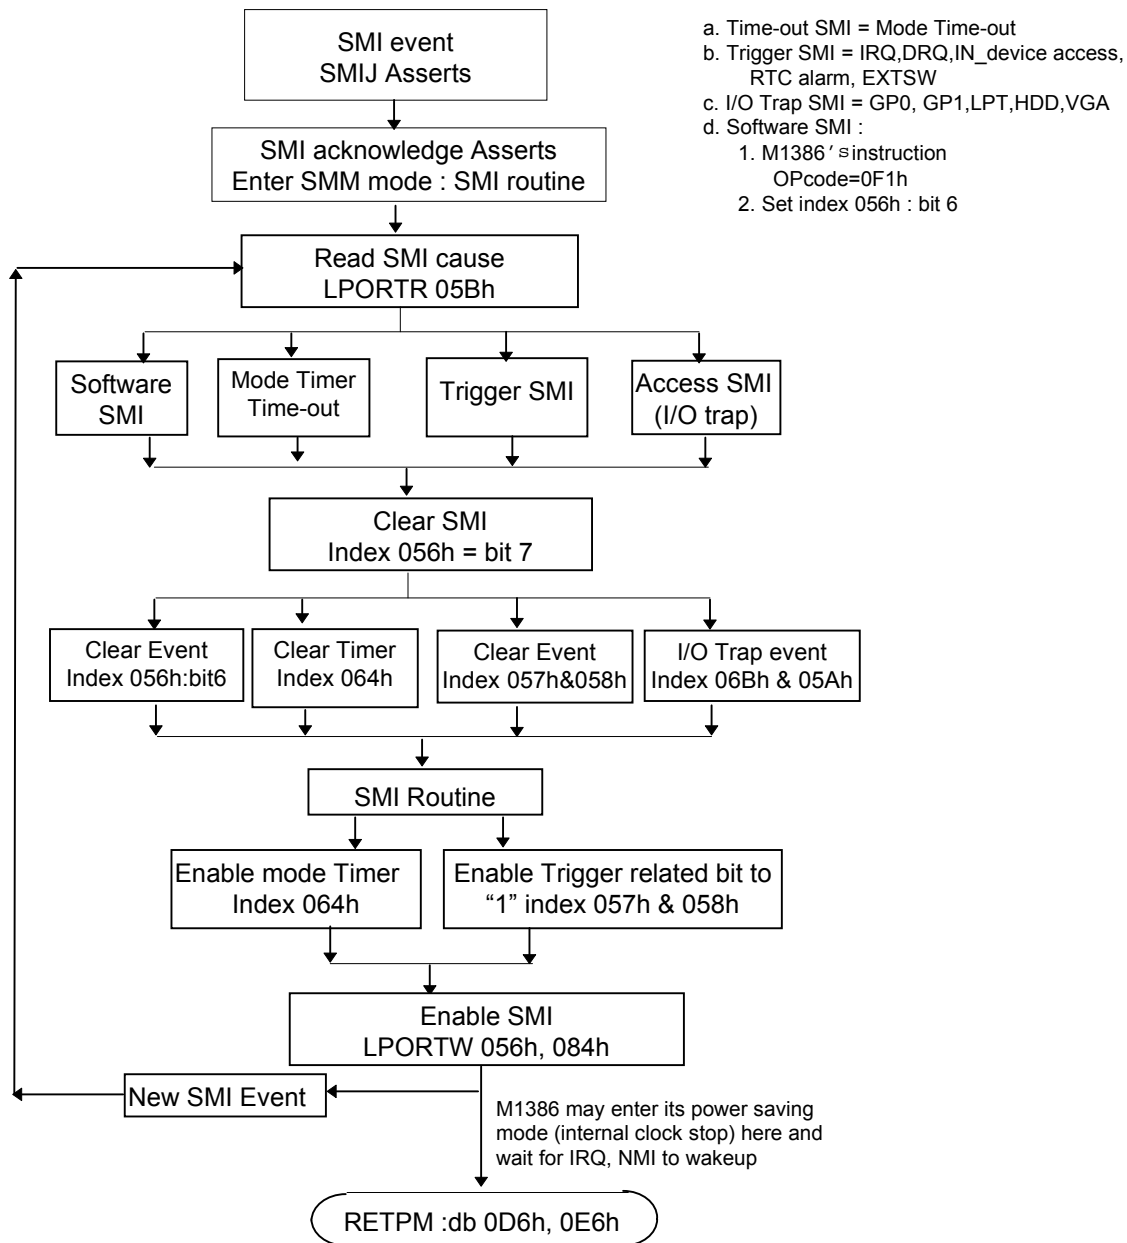 SMI event
SMIJ Asserts
a. Time-out SMI = Mode Time-out
b. Trigger SMI = IRQ,DRQ,IN_device access,
RTC alarm, EXTSW
c. I/O Trap SMI = GP0, GP1,LPT,HDD,VGA
d. Software SMI :
1. M1386's instruction
OPcode=0F1h
2. Set index 056h : bit 6
SMI acknowledge Asserts
Enter SMM mode : SMI routine
Read SMI cause
LPORTR 05Bh
Software
SMI
Mode Timer
Time-out
Trigger SMI
Access SMI
(I/O trap)
Clear SMI
Index 056h = bit 7
Clear Event
Index 056h:bit6
Clear Timer
Index 064h
Clear Event
Index 057h&058h
I/O Trap event
Index 06Bh & 05Ah
SMI Routine
Enable mode Timer
Index 064h
Enable Trigger related bit to
“1” index 057h & 058h
Enable SMI
LPORTW 056h, 084h
New SMI Event
M1386 may enter its power saving
mode (internal clock stop) here and
wait for IRQ, NMI to wakeup
RETPM :db 0D6h, 0E6h